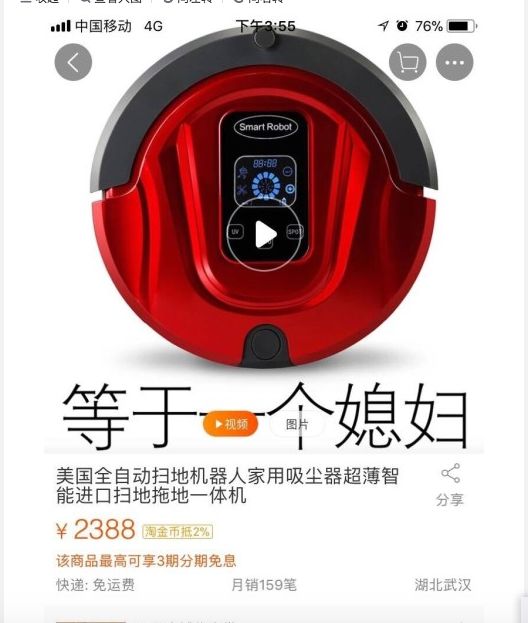 中国移动 4G 下午3:55 76%
Smart Robot
88:88
UV
SPOT
等于一个媳妇
视频
图片
美国全自动扫地机器人家用吸尘器超薄智
能进口扫地拖地一体机
分享
¥ 2388 淘金币抵2%
该商品最高可享3期分期免息
快递: 免运费 月销159笔 湖北武汉